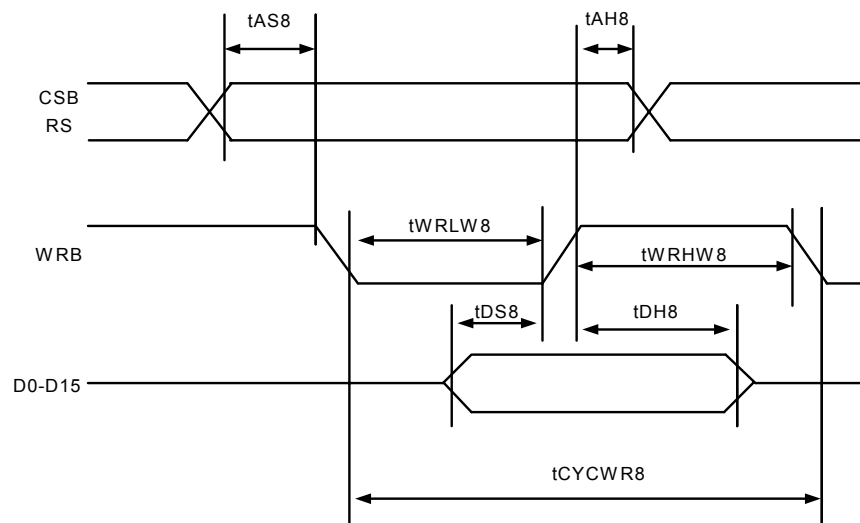 tAS8
tAH8
CSB
RS
tWRLW8
WRB
tWRHW8
tDS8
tDH8
D0-D15
tCYCWR8